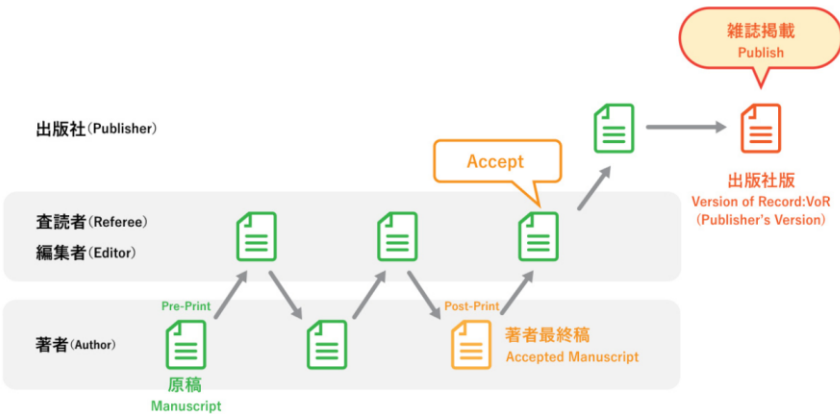 雑誌掲載
Publish
出版社(Publisher)
Accept
出版社版
Version of Record:VoR
(Publisher's Version)
査読者(Referee)
編集者(Editor)
Pre-Print
Post-Print
著者(Author)
著者最終稿
Accepted Manuscript
原稿
Manuscript